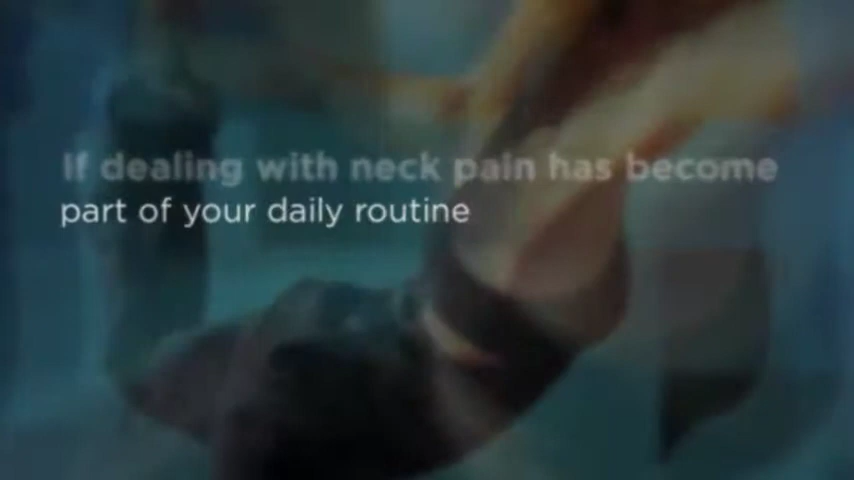 If dealing with neck pain has become
part of your daily routine